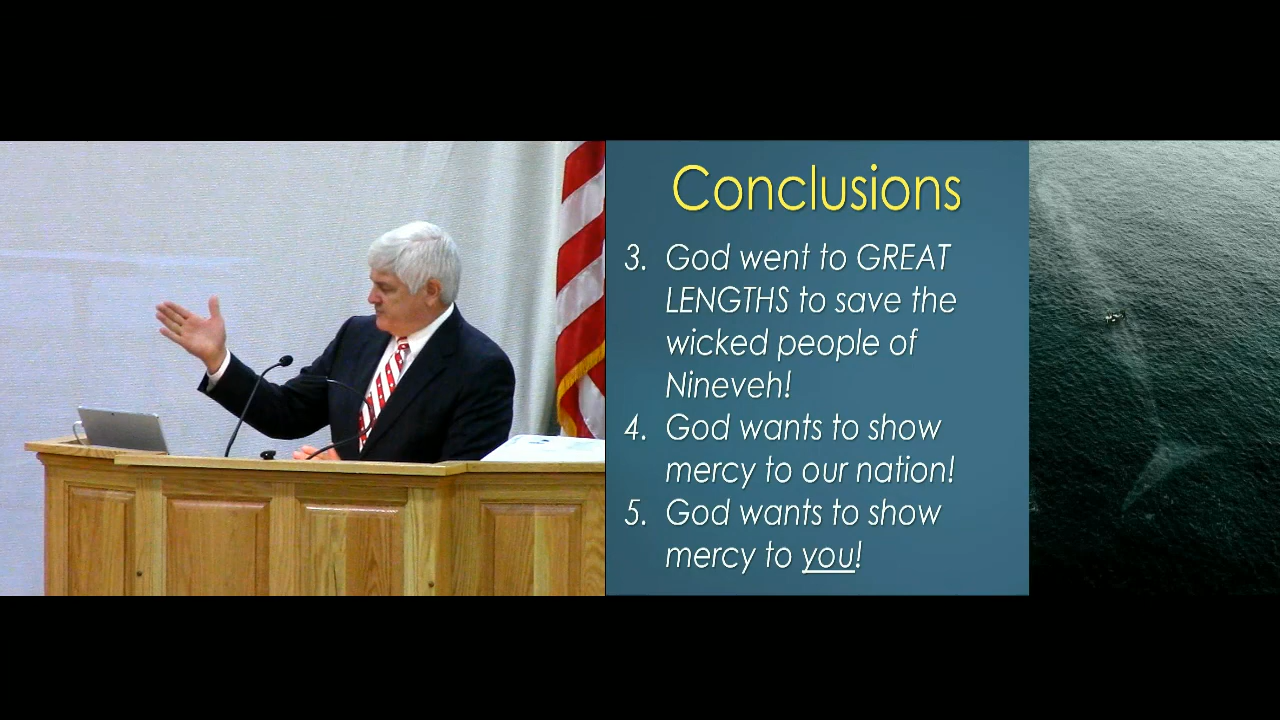 Conclusions
3. God went to GREAT
LENGTHS to save the
wicked people of
Nineveh!
4. God wants to show
mercy to our nation!
5. God wants to show
mercy to you!